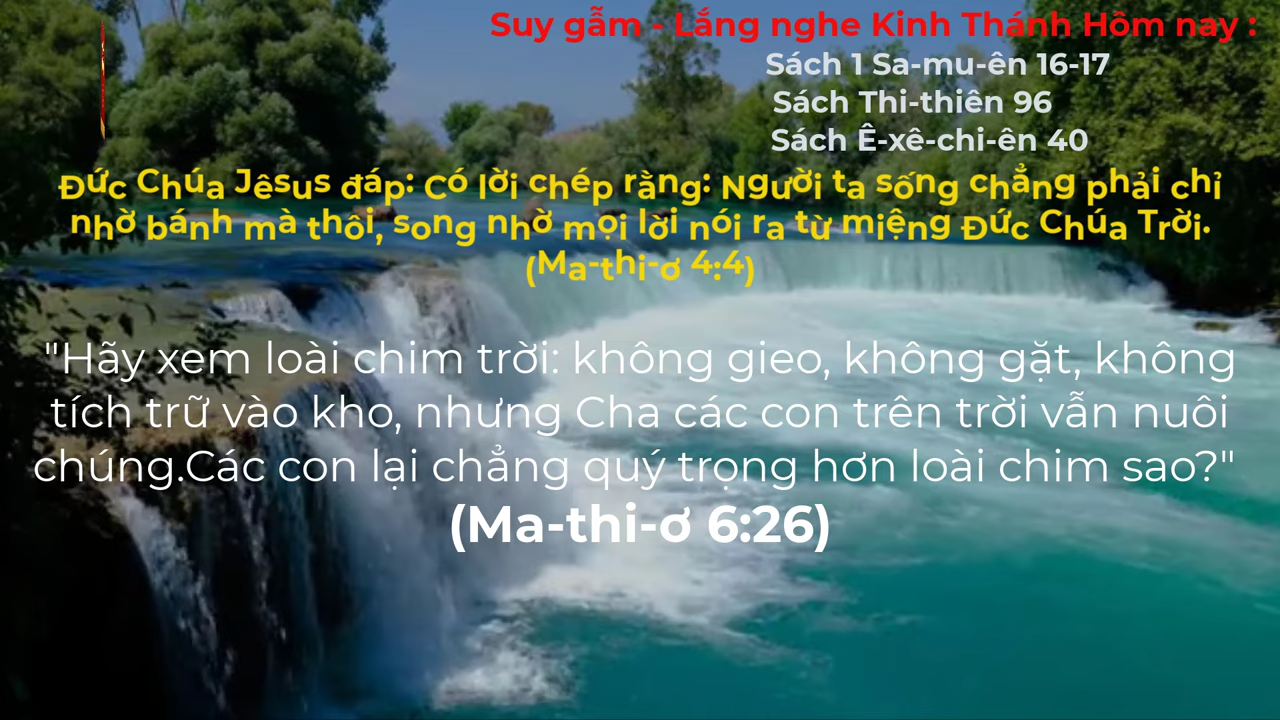 Suy gẫm - Lắng nghe Kinh Thánh Hôm nay :
Sách 1 Sa-mu-ên 16-17
Sách Thi-thiên 96
Sách Ê-xê-chi-ên 40
Đức Chúa Jêsus đáp: Có lời chép rằng: Người ta sống chẳng phải chỉ
nhờ bánh mà thôi, song nhờ mọi lời nói ra từ miệng Đức Chúa Trời.
(Ma-thi-ơ 4:4)
"Hãy xem loài chim trời: không gieo, không gặt, không
tích trữ vào kho, nhưng Cha các con trên trời vẫn nuôi
chúng.Các con lại chẳng quý trọng hơn loài chim sao?"
(Ma-thi-ơ 6:26)